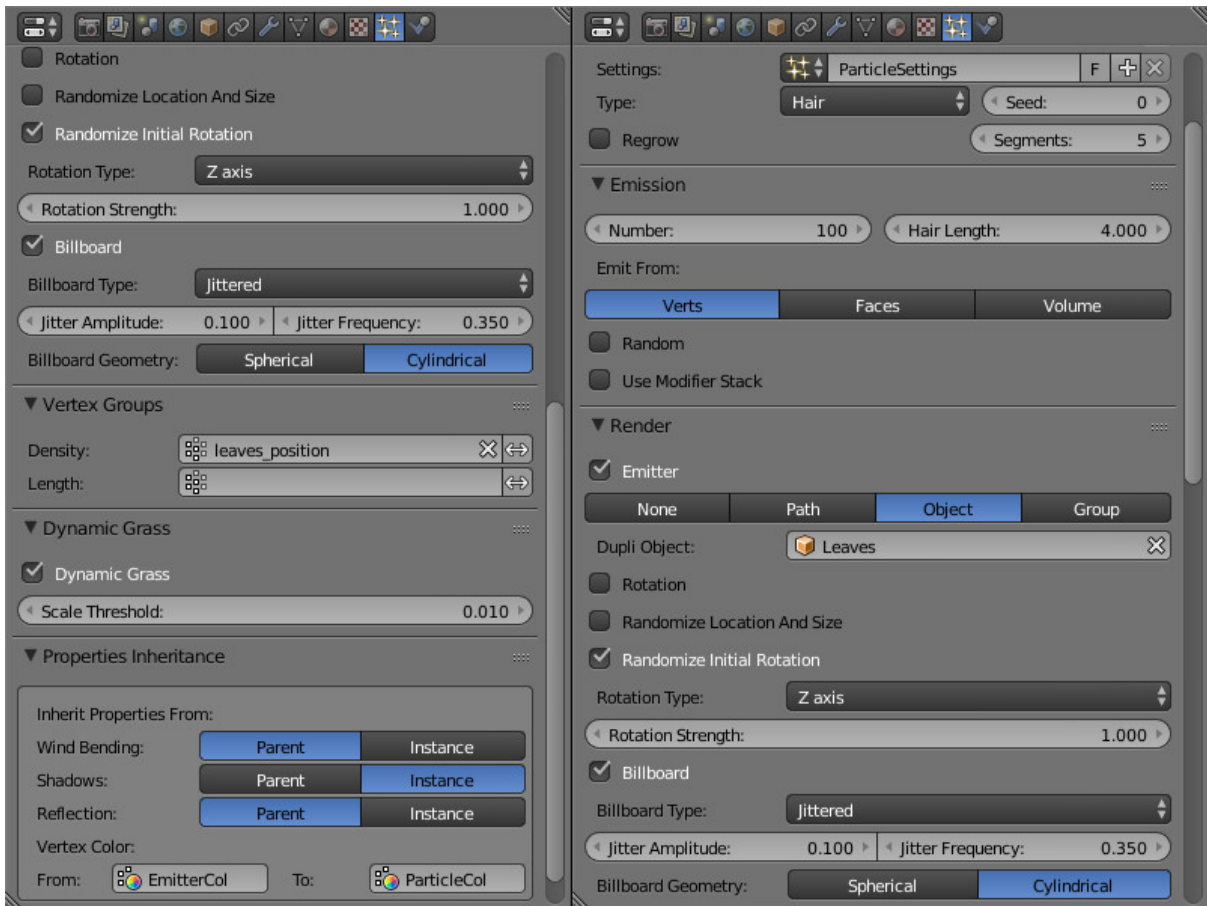 Rotation
Randomize Location And Size
Randomize Initial Rotation
Rotation Type: Z axis
Rotation Strength: 1.000
Billboard
Billboard Type: Jittered
Jitter Amplitude: 0.100 Jitter Frequency: 0.350
Billboard Geometry: Spherical Cylindrical
Vertex Groups
Density: leaves_position
Length:
Dynamic Grass
Dynamic Grass
Scale Threshold: 0.010
Properties Inheritance
Inherit Properties From:
Wind Bending: Parent Instance
Shadows: Parent Instance
Reflection: Parent Instance
Vertex Color:
From: EmitterCol To: ParticleCol
Settings: ParticleSettings F
Type: Hair Seed: 0
Regrow Segments: 5
Emission
Number: 100 Hair Length: 4.000
Emit From:
Verts Faces Volume
Random
Use Modifier Stack
Render
Emitter
None Path Object Group
Dupli Object: Leaves
Rotation
Randomize Location And Size
Randomize Initial Rotation
Rotation Type: Z axis
Rotation Strength: 1.000
Billboard
Billboard Type: Jittered
Jitter Amplitude: 0.100 Jitter Frequency: 0.350
Billboard Geometry: Spherical Cylindrical